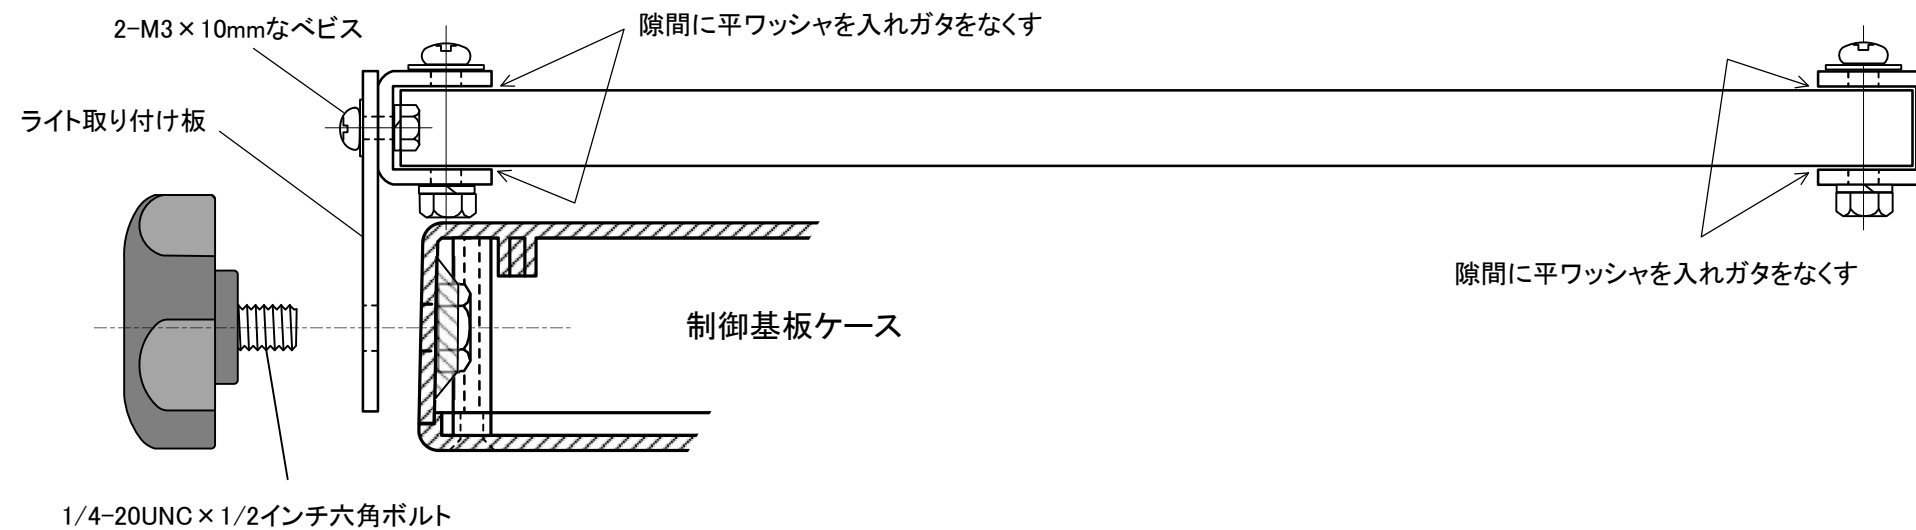 2-M3×10mmなベビス
隙間に平ワッシャを入れガタをなくす
ライト取り付け板
隙間に平ワッシャを入れガタをなくす
制御基板ケース
1/4-20UNC×1/2インチ六角ボルト